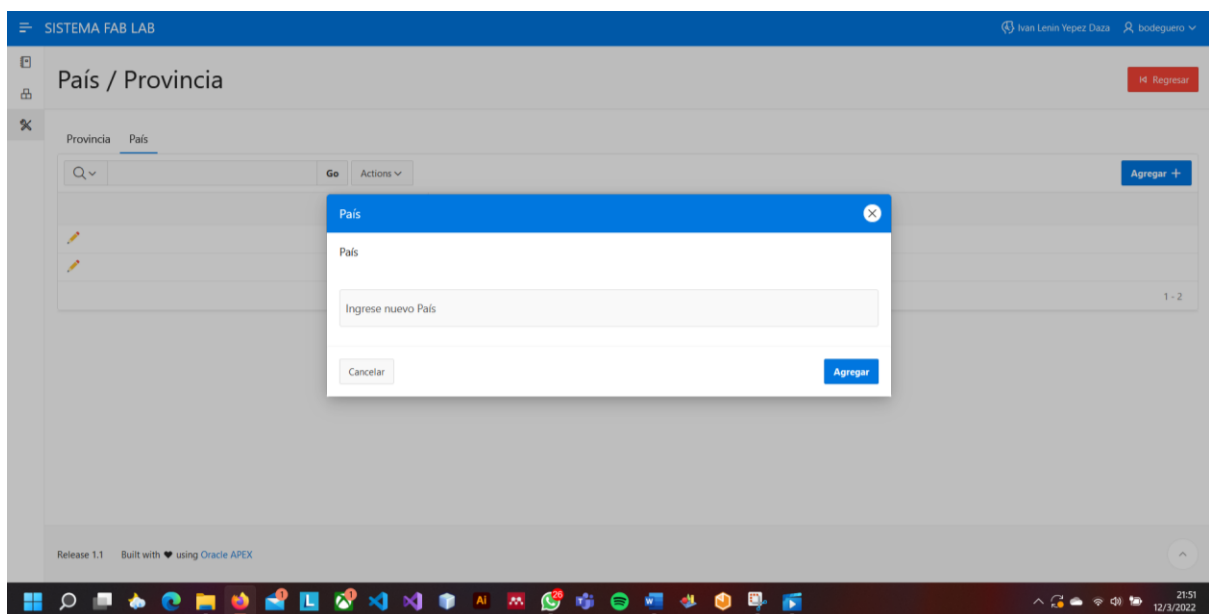 SISTEMA FAB LAB
Ivan Lenin Yepez Daza bodeguero
País / Provincia
Regresar
Provincia País
Go Actions
Agregar +
País
País
Ingrese nuevo País
1 - 2
Cancelar Agregar
Release 1.1 Built with ♥ using Oracle APEX
L Ai 26 W
21:51
12/3/2022